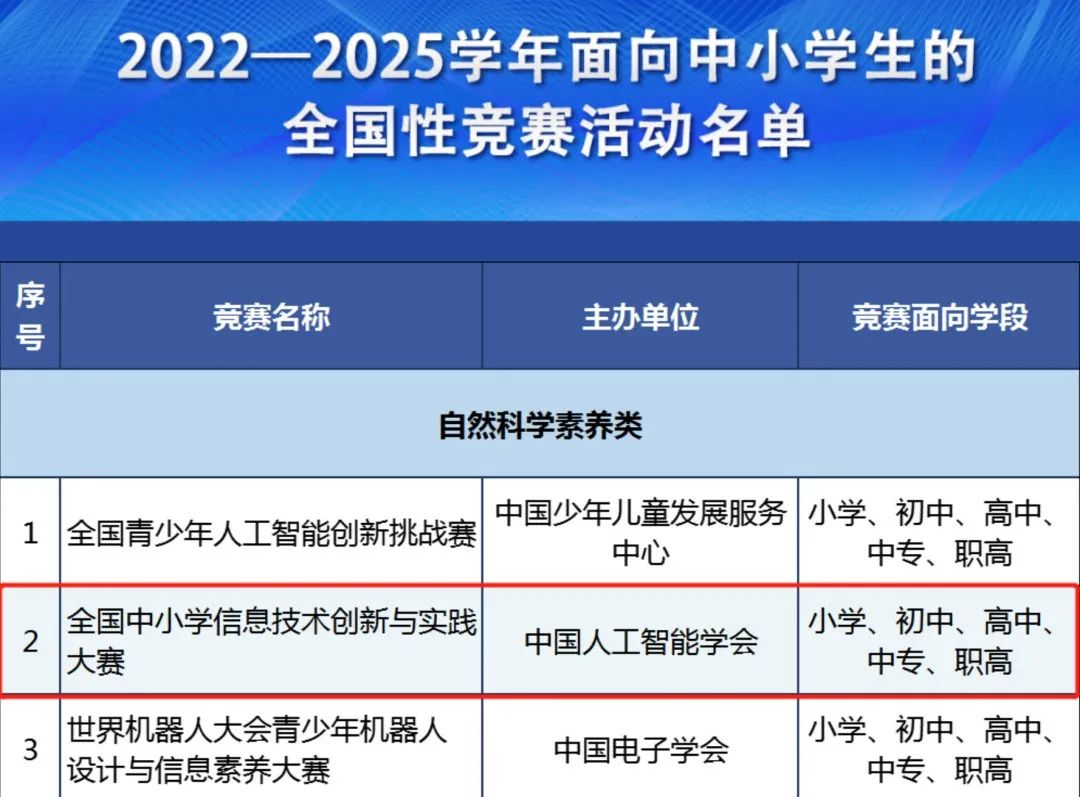 2022—2025学年面向中小学生的
全国性竞赛活动名单
序号 竞赛名称 主办单位 竞赛面向学段
自然科学素养类
1 全国青少年人工智能创新挑战赛 中国少年儿童发展服务中心 小学、初中、高中、中专、职高
2 全国中小学信息技术创新与实践大赛 中国人工智能学会 小学、初中、高中、中专、职高
3 世界机器人大会青少年机器人设计与信息素养大赛 中国电子学会 小学、初中、高中、中专、职高